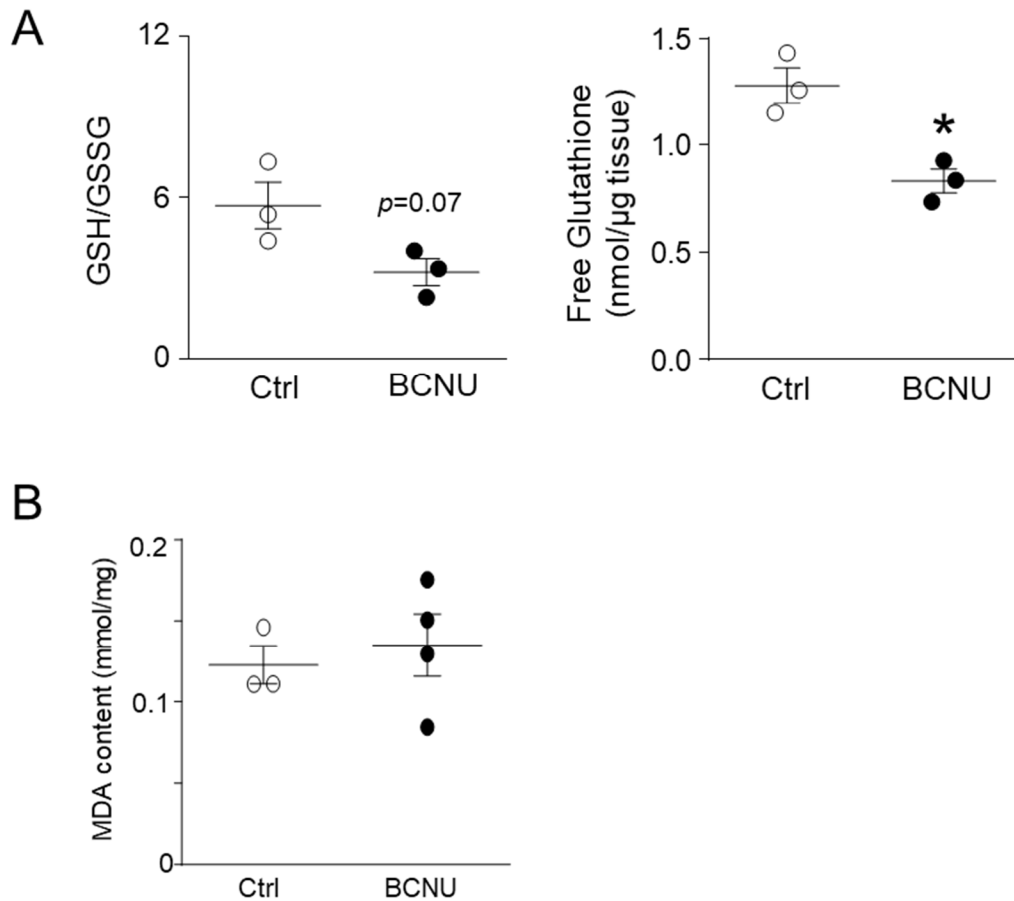 A
GSH/GSSG
12
6
0
p=0.07
Ctrl
BCNU
Free Glutathione
(nmol/µg tissue)
1.5
1.0
0.5
0.0
*
Ctrl
BCNU
B
MDA content (mmol/mg)
0.2
0.1
0
Ctrl
BCNU